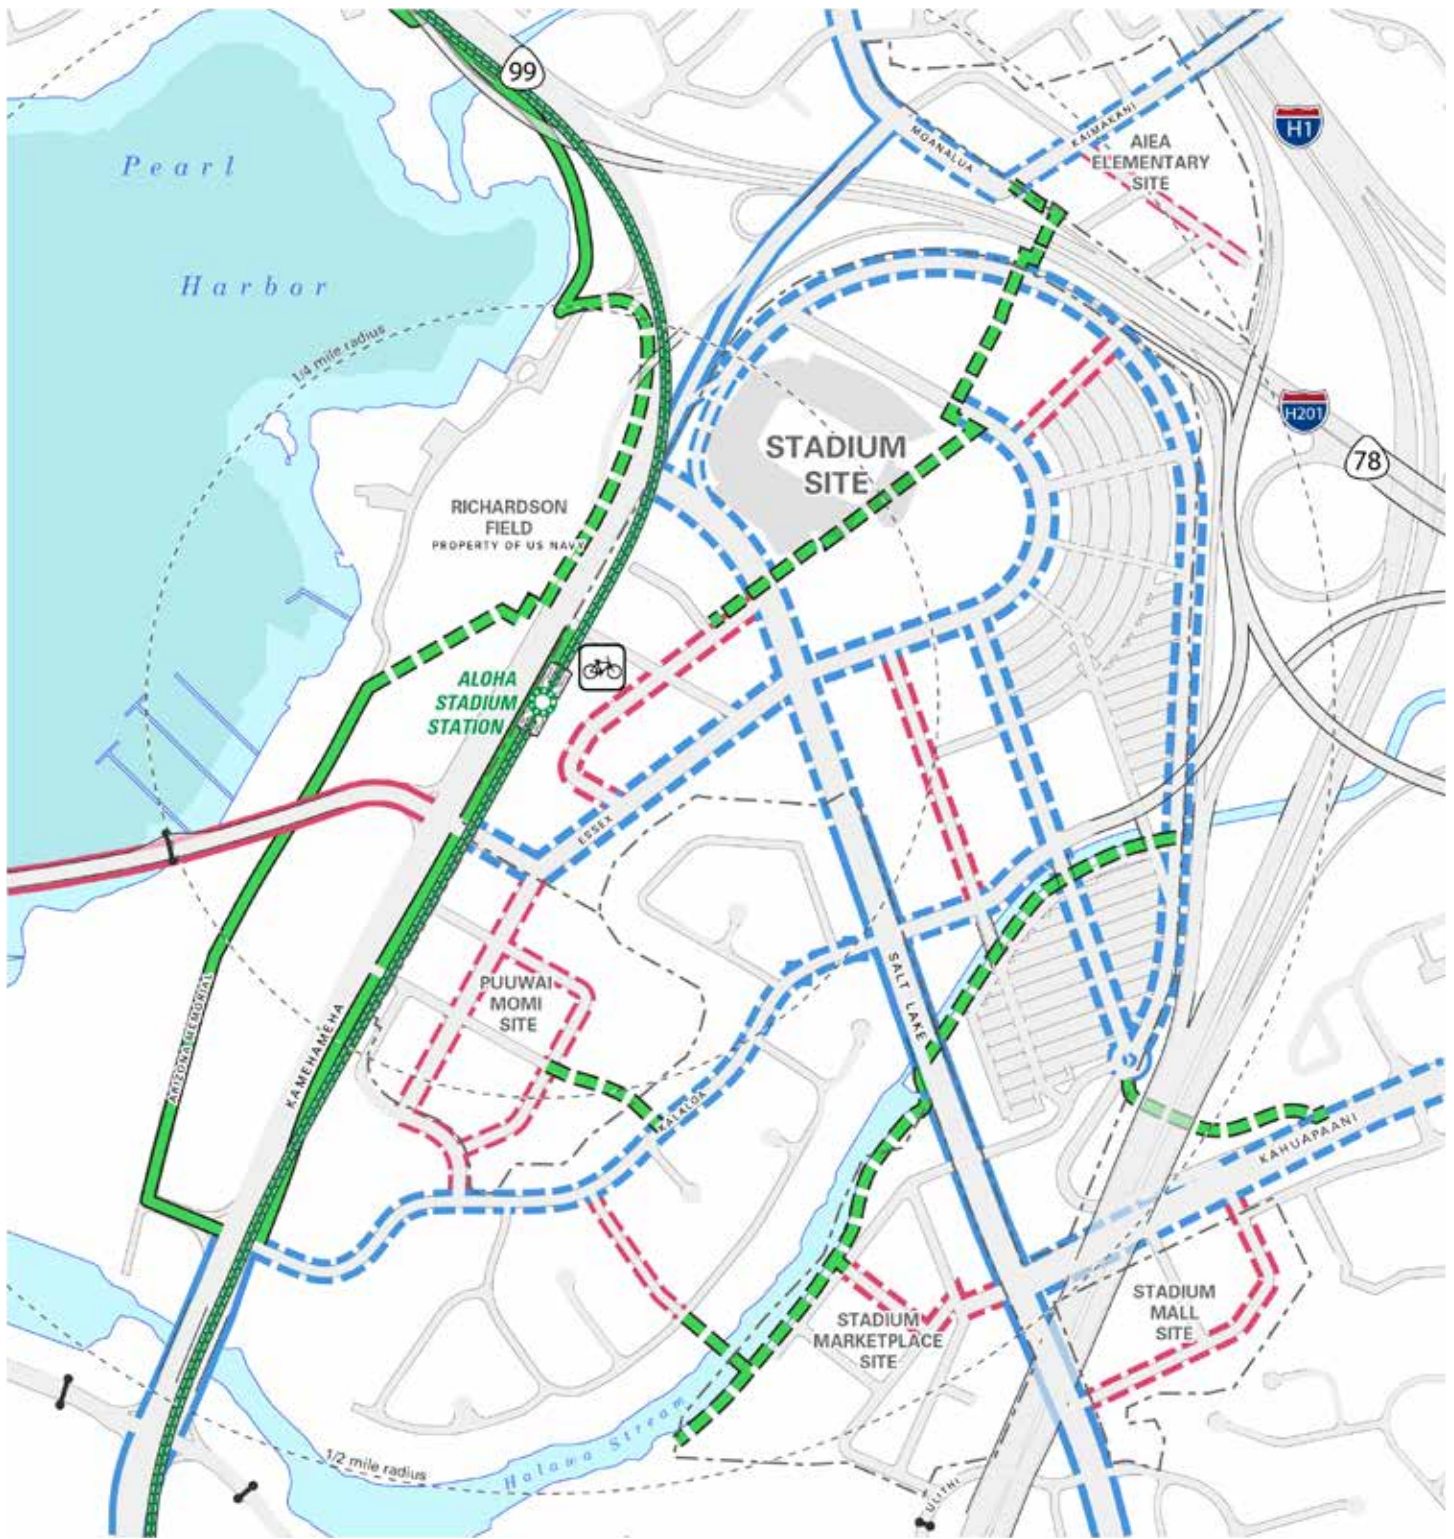 99
H1
MOANALUA
KAIMAKANI
AIEA
ELEMENTARY
SITE
Pearl
Harbor
1/4 mile radius
H201
78
STADIUM
SITE
RICHARDSON
FIELD
PROPERTY OF US NAVY
ALOHA
STADIUM
STATION
ESSEX
PUUWAI
MOMI
SITE
SALT LAKE
ARIZONA MEMORIAL
KAMEHAMEHA
KALALOA
KAHUAPAANI
STADIUM
MALL
SITE
STADIUM
MARKETPLACE
SITE
Halawa Stream
1/2 mile radius
ULITHI